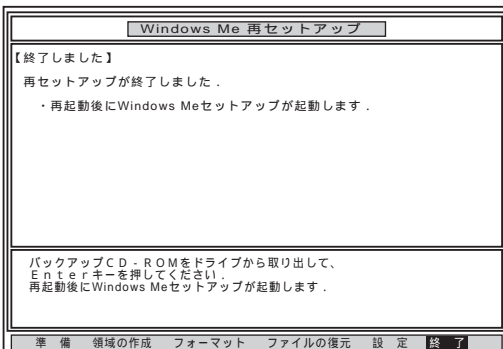 Windows Me 再セットアップ
【終了しました】
再セットアップが終了しました．
・再起動後にWindows Meセットアップが起動します．
バックアップＣＤ‐ＲＯＭをドライブから取り出して、
Ｅｎｔｅｒキーを押してください．
再起動後にWindows Meセットアップが起動します．
準　備　領域の作成　フォーマット　ファイルの復元　設　定　終　了